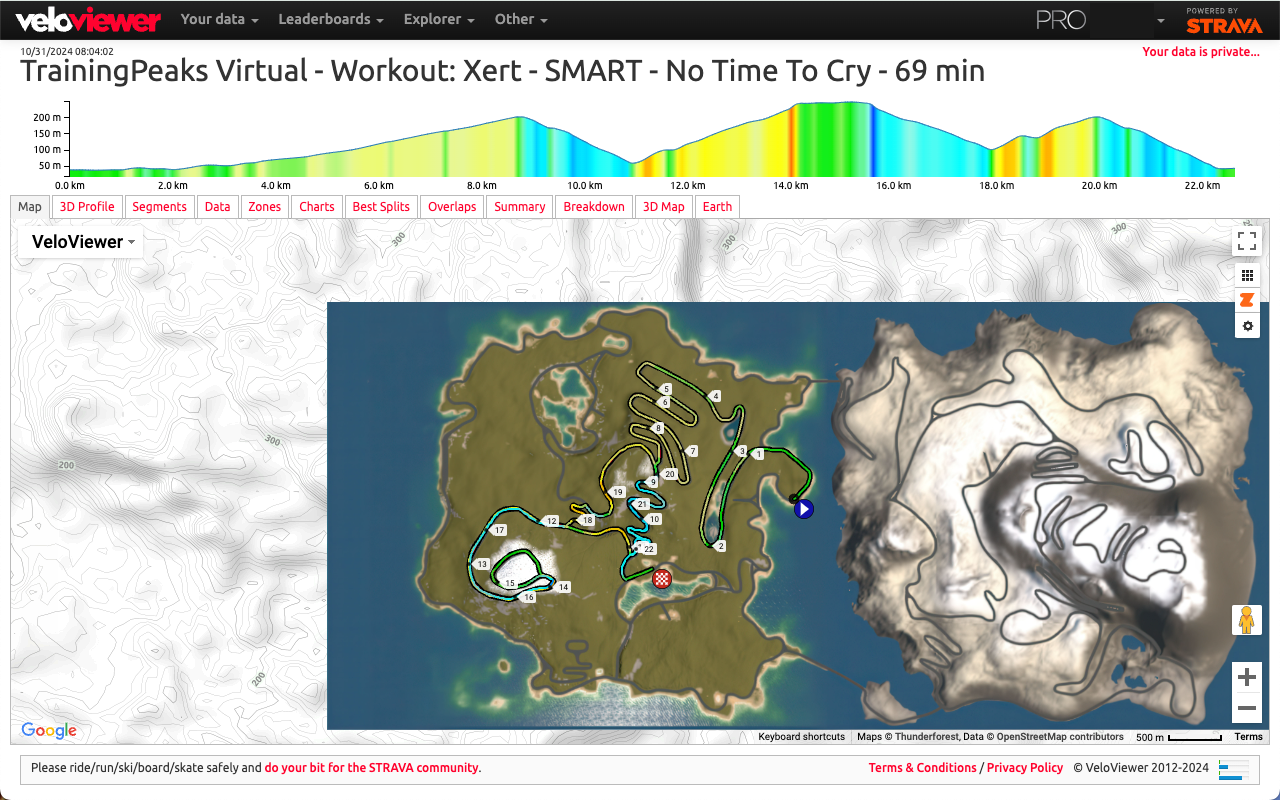 veloviewer Your data Leaderboards Explorer Other PRO POWERED BY STRAVA
10/31/2024 08:04:02
Your data is private...
TrainingPeaks Virtual - Workout: Xert - SMART - No Time To Cry - 69 min
200 m
150 m
100 m
50 m
0.0 km 2.0 km 4.0 km 6.0 km 8.0 km 10.0 km 12.0 km 14.0 km 16.0 km 18.0 km 20.0 km 22.0 km
Map 3D Profile Segments Data Zones Charts Best Splits Overlaps Summary Breakdown 3D Map Earth
VeloViewer
300 300 300
5 4
6
8
7 3 1
20
9
19
21
12 18 10
17
22 2
13
15 14
16
300
200
200
Google
Keyboard shortcuts Maps © Thunderforest, Data © OpenStreetMap contributors 500 m Terms
Please ride/run/ski/board/skate safely and do your bit for the STRAVA community.
Terms & Conditions / Privacy Policy © VeloViewer 2012-2024